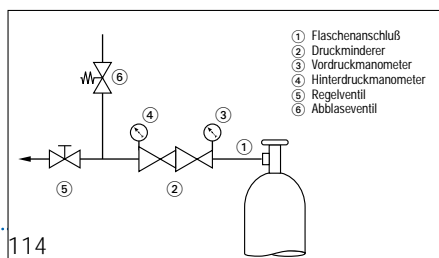 ① Flaschenanschluß
② Druckminderer
③ Vordruckmanometer
④ Hinterdruckmanometer
⑤ Regelventil
⑥ Abblaseventil
⑥
④
③
①
⑤
②
114